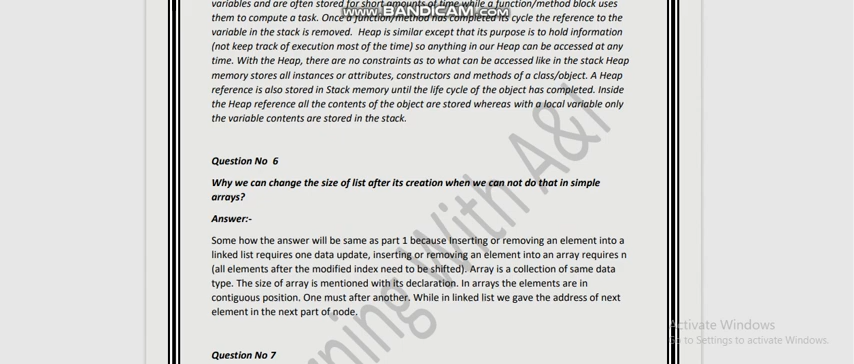 variables and are often stored for short amounts of time while a function/method block uses
www.BANDICAM.com
them to compute a task. Once a function/method has completed its cycle the reference to the
variable in the stack is removed. Heap is similar except that its purpose is to hold information
(not keep track of execution most of the time) so anything in our Heap can be accessed at any
time. With the Heap, there are no constraints as to what can be accessed like in the stack Heap
memory stores all instances or attributes, constructors and methods of a class/object. A Heap
reference is also stored in Stack memory until the life cycle of the object has completed. Inside
the Heap reference all the contents of the object are stored whereas with a local variable only
the variable contents are stored in the stack.
Question No 6
Why we can change the size of list after its creation when we can not do that in simple
arrays?
Answer:-
Some how the answer will be same as part 1 because Inserting or removing an element into a
linked list requires one data update, inserting or removing an element into an array requires n
(all elements after the modified index need to be shifted). Array is a collection of same data
type. The size of array is mentioned with its declaration. In arrays the elements are in
contiguous position. One must after another. While in linked list we gave the address of next
element in the next part of node.
Question No 7
With A&I
Activate Windows
Go to Settings to activate Windows.